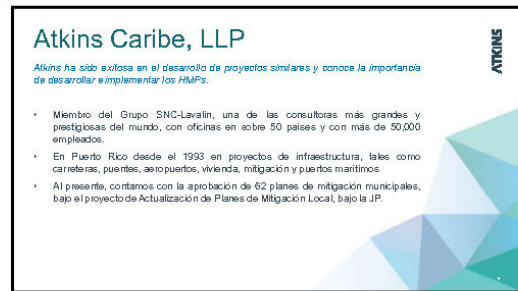 Atkins Caribe, LLP
ATKINS
Atkins ha sido exitosa en el desarrollo de proyectos similares y conoce la importancia
de desarrollar e implementar los HMPs.
• Miembro del Grupo SNC-Lavalin, una de las consultoras más grandes y
prestigiosas del mundo, con oficinas en sobre 50 países y con más de 50,000
empleados.
• En Puerto Rico desde el 1993 en proyectos de infraestructura, tales como
carreteras, puentes, aeropuertos, vivienda, mitigación y puertos marítimos
• Al presente, contamos con la aprobación de 62 planes de mitigación municipales,
bajo el proyecto de Actualización de Planes de Mitigación Local, bajo la JP.